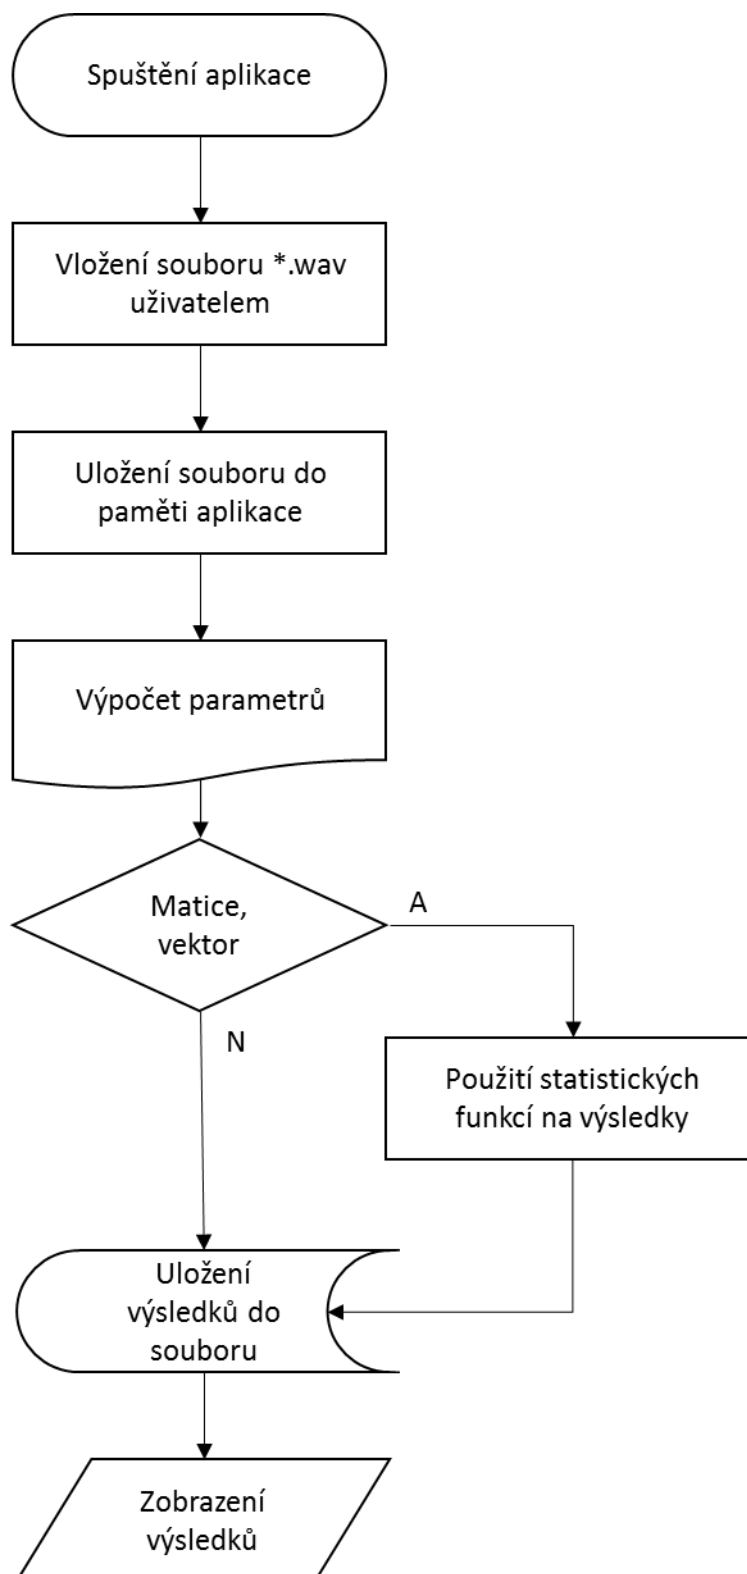 Spuštění aplikace
Vložení souboru *.wav
uživatelem
Uložení souboru do
paměti aplikace
Výpočet parametrů
Matice,
vektor
A
N
Použití statistických
funkcí na výsledky
Uložení
výsledků do
souboru
Zobrazení
výsledků